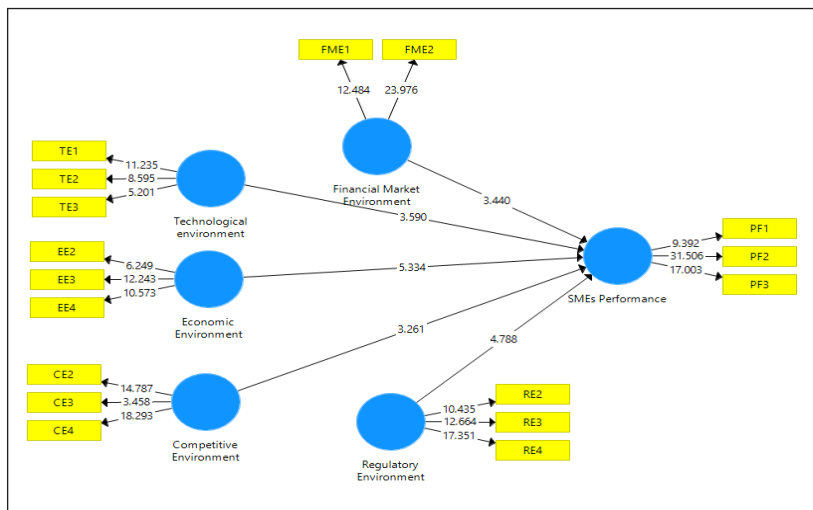 FME1 FME2
12.484 23.976
TE1
TE2
TE3
11.235
8.595
5.201
Technological
environment
Financial Market
Environment
3.440
3.590
EE2
EE3
EE4
6.249
12.243
10.573
Economic
Environment
5.334
PF1
PF2
PF3
9.392
31.506
17.003
SMEs Performance
CE2
CE3
CE4
14.787
3.458
18.293
Competitive
Environment
3.261
4.788
RE2
RE3
RE4
10.435
12.664
17.351
Regulatory
Environment